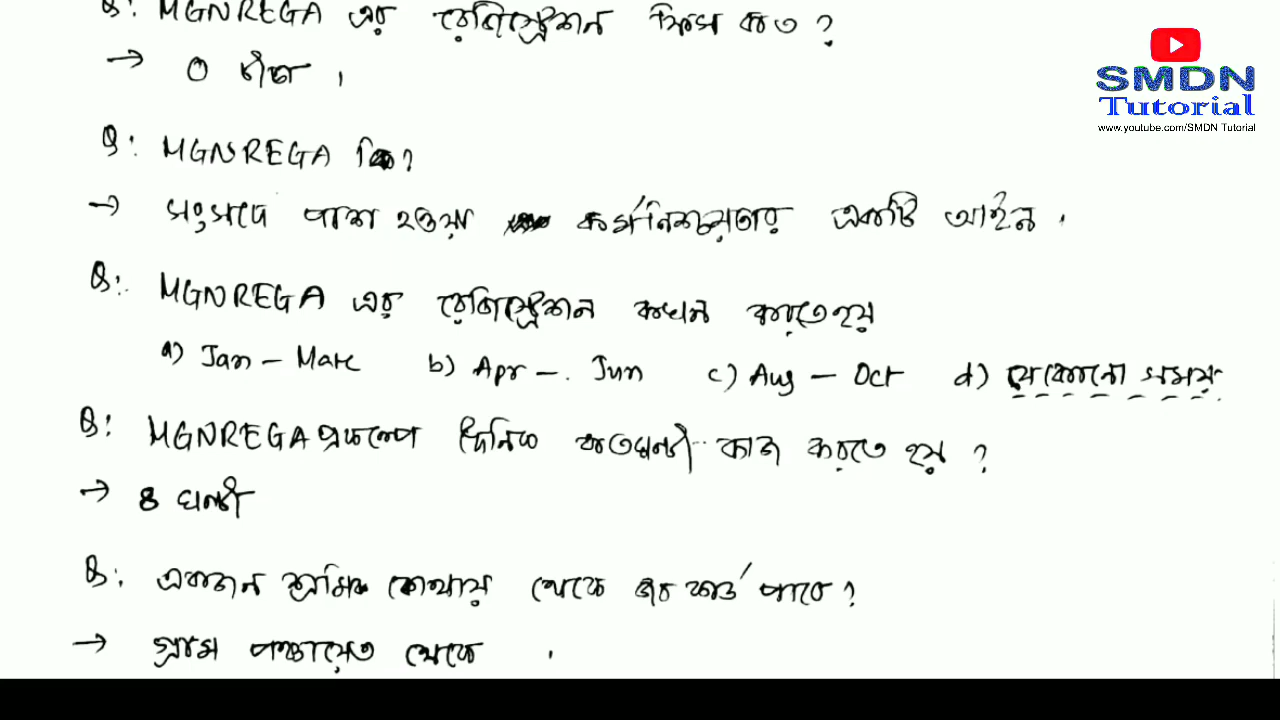 Q: MGNREGA এর রেজিস্ট্রেশন ফিস কত ?
→ 0 টাকা ।
Q: MGNREGA কি ?
→ সংসদে পাশ হওয়া কর্মনিশ্চয়তার একটি আইন ।
Q: MGNREGA এর রেজিস্ট্রেশন কখন করতে হয়
a) Jan - Marc b) Apr - Jun c) Aug - Oct d) যেকোনো সময়
Q: MGNREGA প্রকল্পে দৈনিক কতঘন্টা কাজ করতে হয় ?
→ 8 ঘন্টা
Q: একজন শ্রমিক কোথায় থেকে জব কার্ড পাবে ?
→ গ্রাম পঞ্চায়েত থেকে ।
SMDN
Tutorial
www.youtube.com/SMDN Tutorial